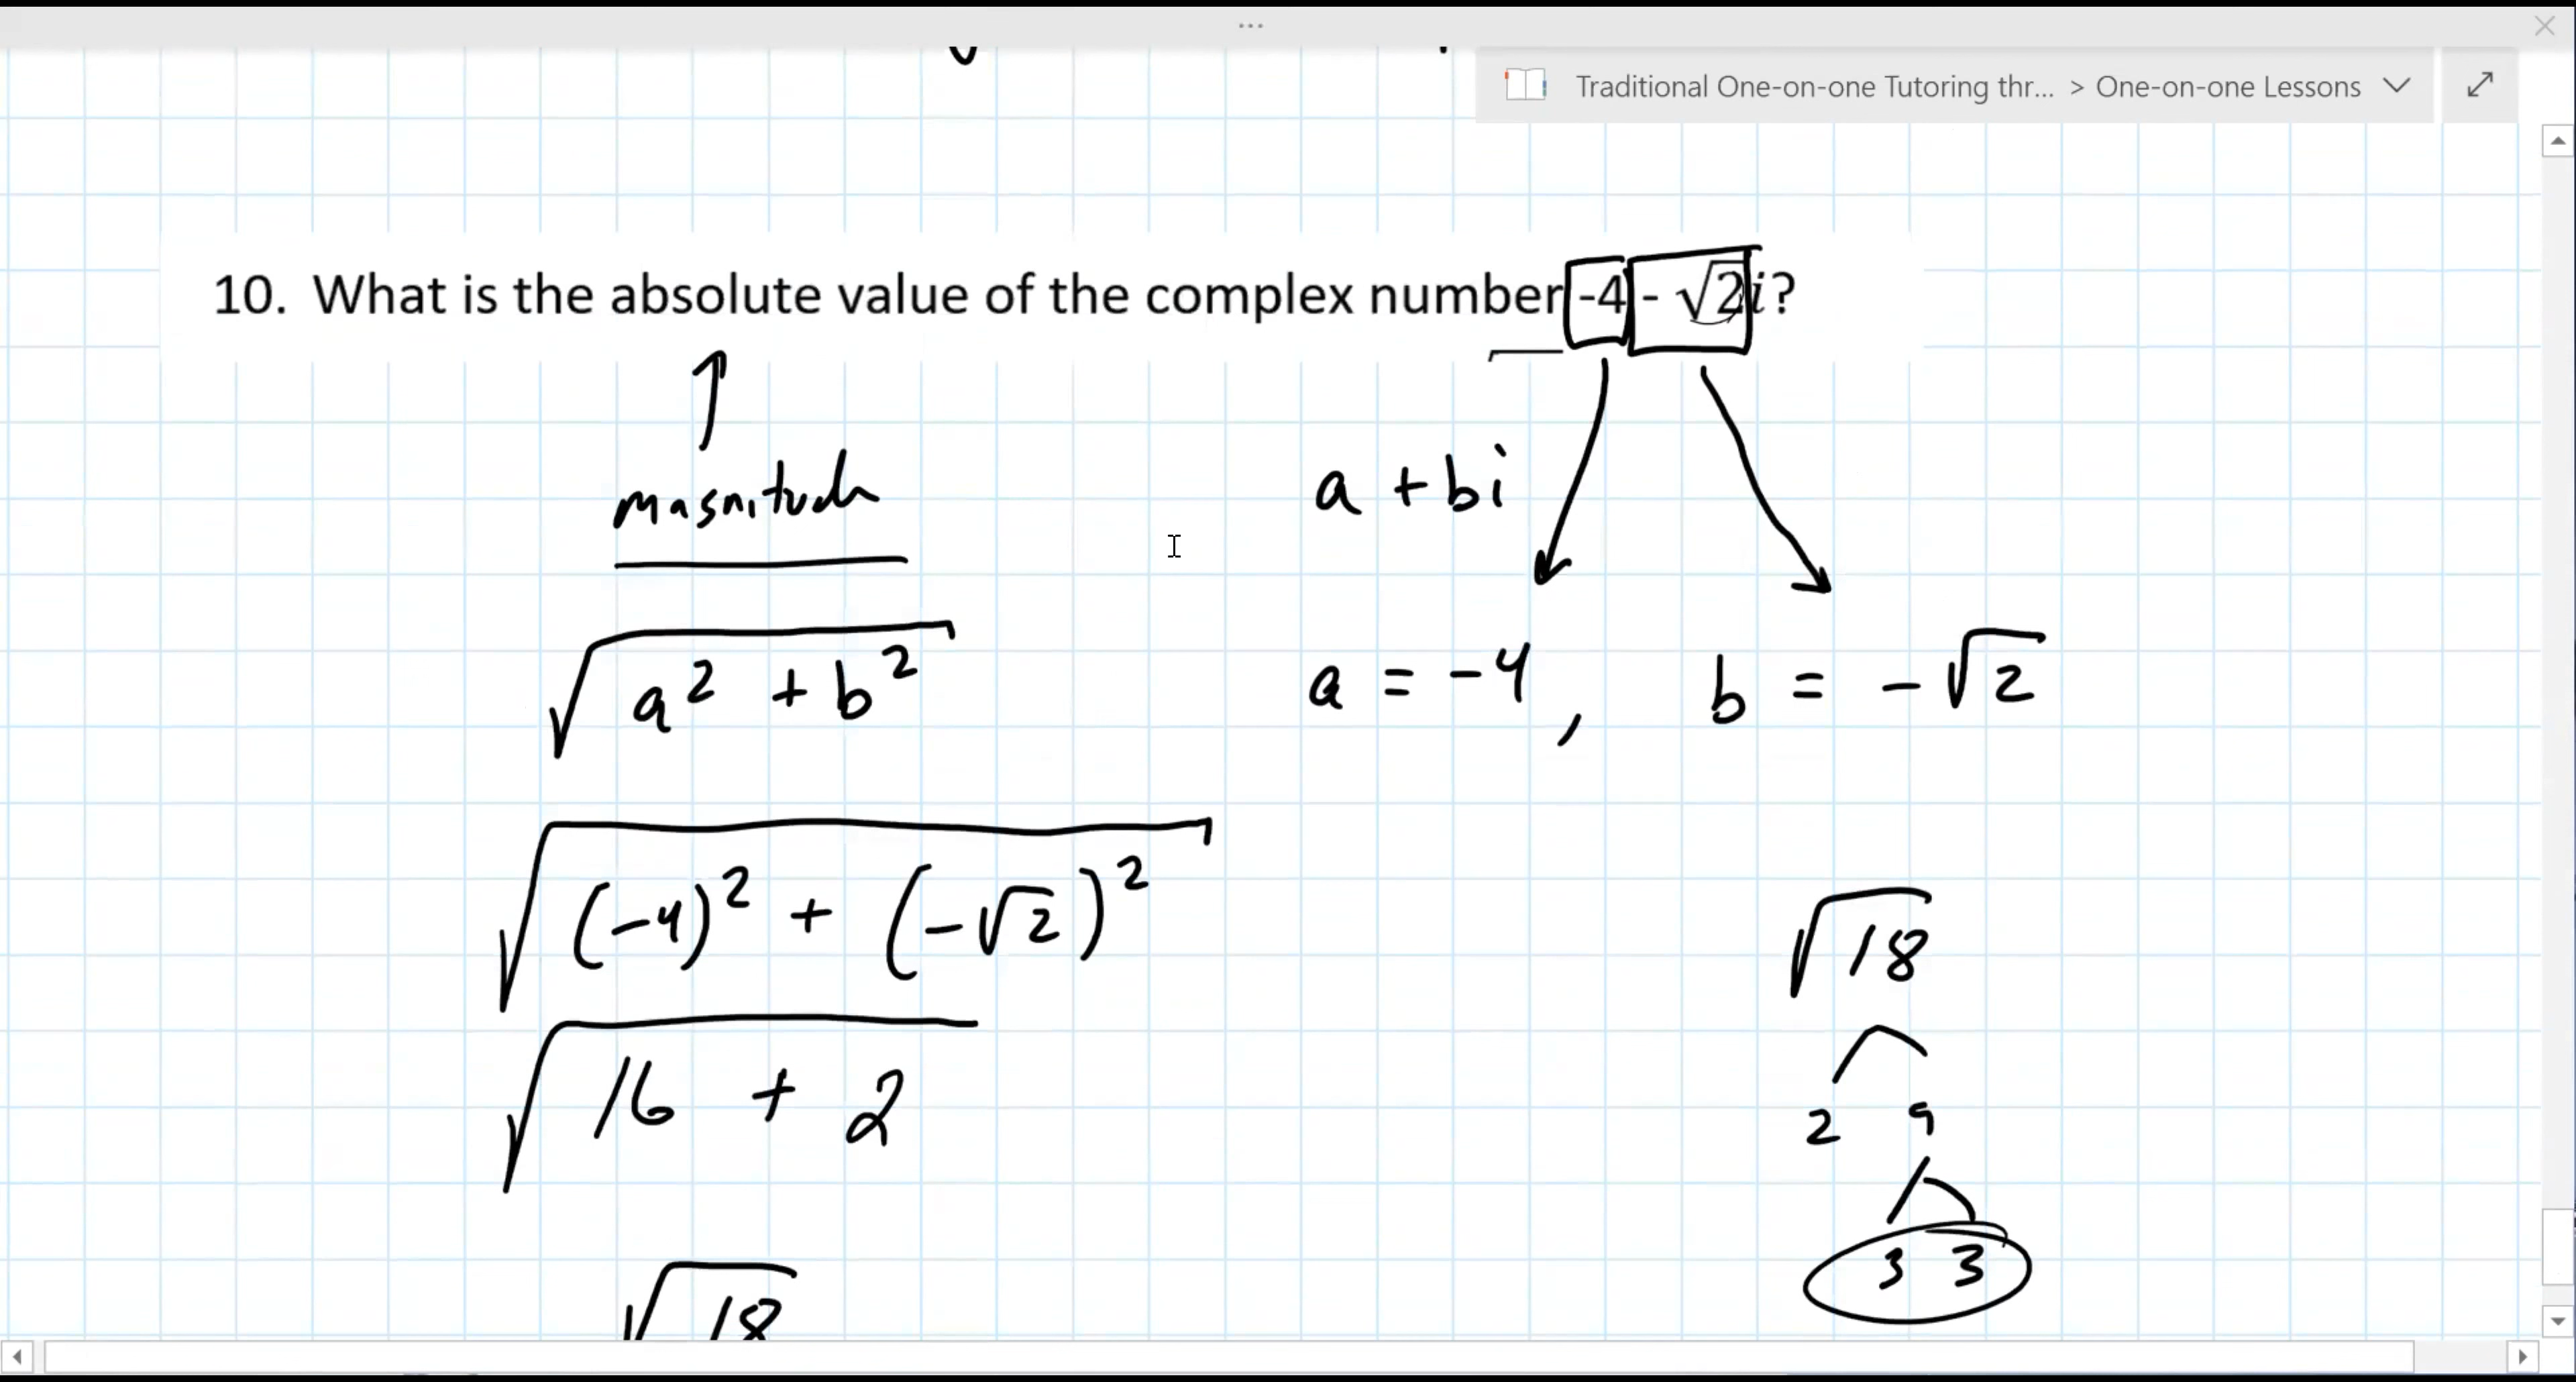 ...
Traditional One-on-one Tutoring thr... > One-on-one Lessons
10. What is the absolute value of the complex number -4 - √2i?
magnitude
a + bi
√(a² + b²)
a = -4, b = -√2
√((-4)² + (-√2)²)
√18
√(16 + 2)
2 9
3 3
√18